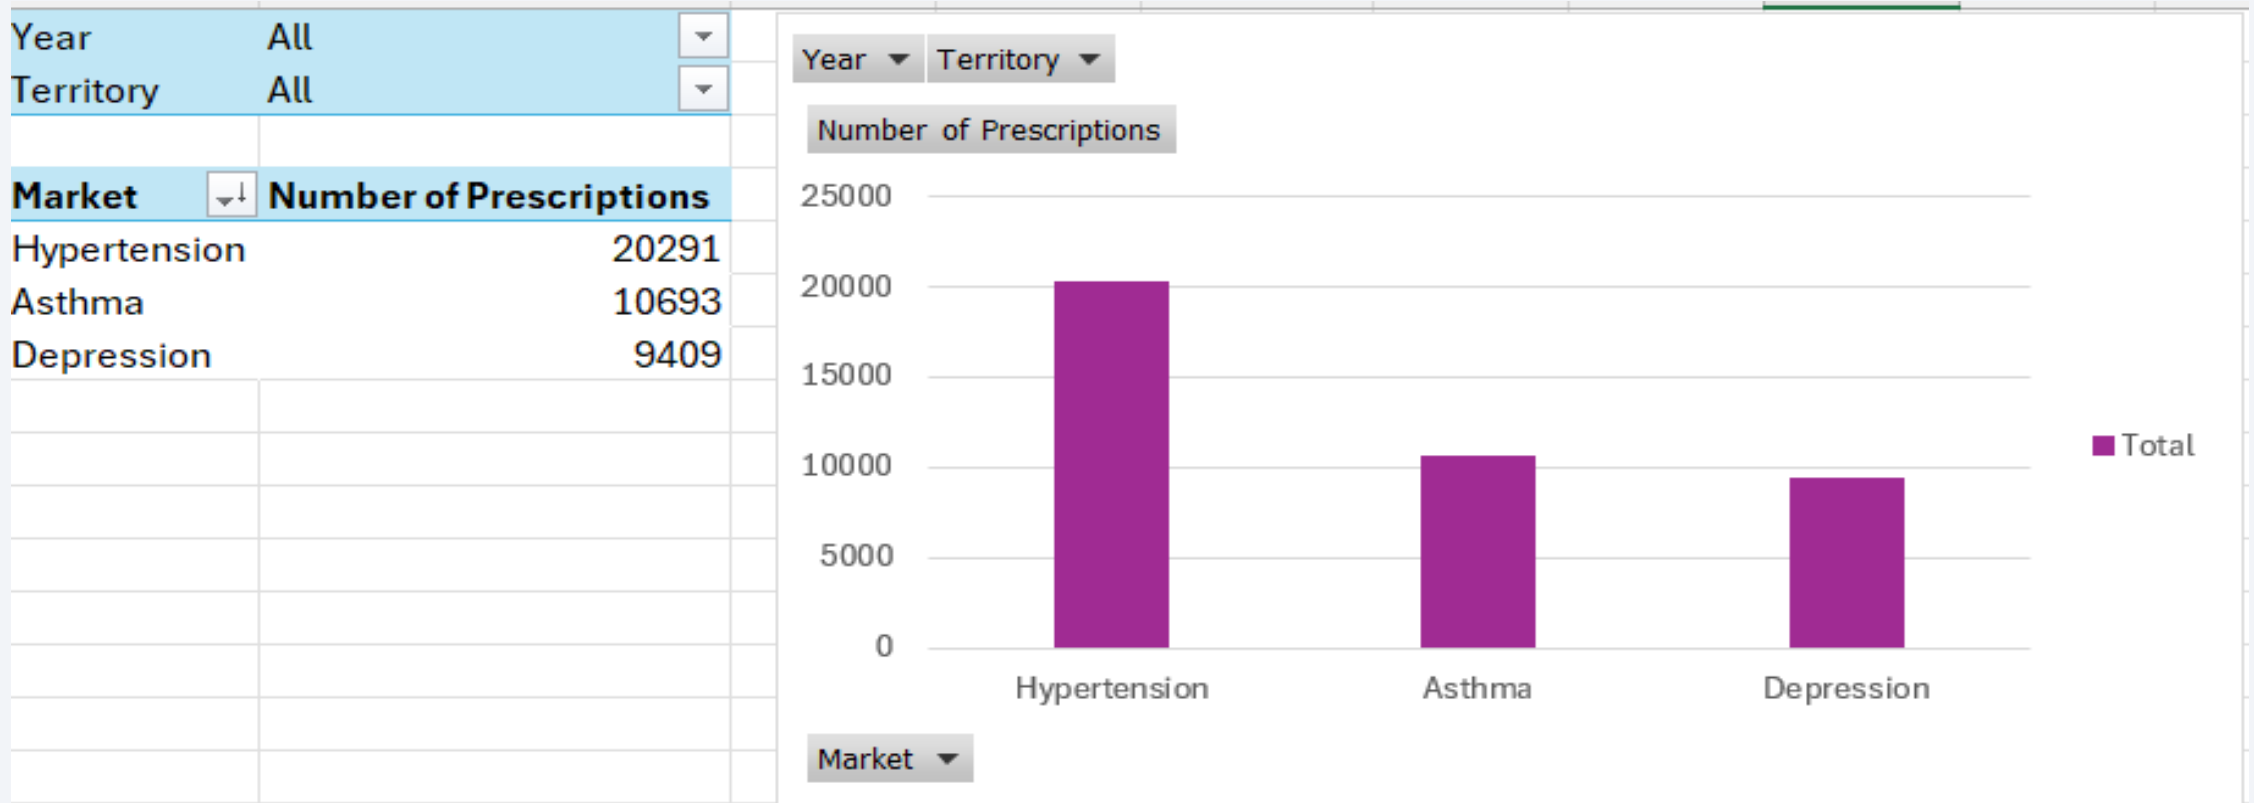 Year All
Territory All
Market Number of Prescriptions
Hypertension 20291
Asthma 10693
Depression 9409
Year Territory
Number of Prescriptions
25000
20000
15000
10000
5000
0
Hypertension Asthma Depression
Total
Market